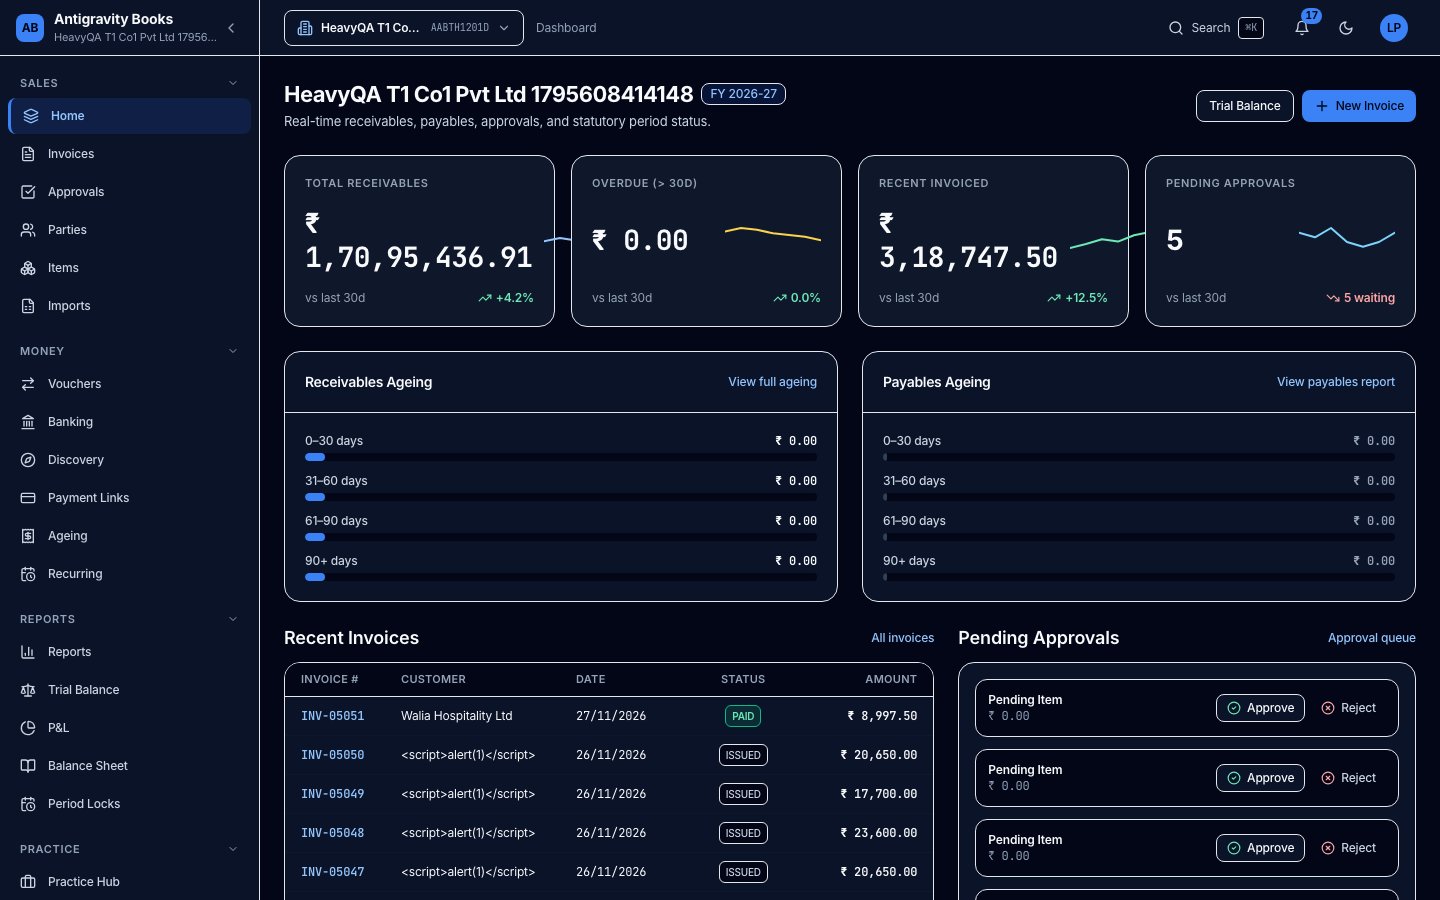 AB
Antigravity Books
HeavyQA T1 Co1 Pvt Ltd 17956...
SALES
Home
Invoices
Approvals
Parties
Items
Imports
MONEY
Vouchers
Banking
Discovery
Payment Links
Ageing
Recurring
REPORTS
Reports
Trial Balance
P&L
Balance Sheet
Period Locks
PRACTICE
Practice Hub
HeavyQA T1 Co... AABTH1201D
Dashboard
Search ⌘K
17
LP
HeavyQA T1 Co1 Pvt Ltd 1795608414148 FY 2026-27
Real-time receivables, payables, approvals, and statutory period status.
Trial Balance
New Invoice
TOTAL RECEIVABLES
₹
1,70,95,436.91
vs last 30d +4.2%
OVERDUE (> 30D)
₹ 0.00
vs last 30d 0.0%
RECENT INVOICED
₹
3,18,747.50
vs last 30d +12.5%
PENDING APPROVALS
5
vs last 30d 5 waiting
Receivables Ageing View full ageing
0–30 days ₹ 0.00
31–60 days ₹ 0.00
61–90 days ₹ 0.00
90+ days ₹ 0.00
Payables Ageing View payables report
0–30 days ₹ 0.00
31–60 days ₹ 0.00
61–90 days ₹ 0.00
90+ days ₹ 0.00
Recent Invoices All invoices
INVOICE # CUSTOMER DATE STATUS AMOUNT
INV-05051 Walia Hospitality Ltd 27/11/2026 PAID ₹ 8,997.50
INV-05050 <script>alert(1)</script> 26/11/2026 ISSUED ₹ 20,650.00
INV-05049 <script>alert(1)</script> 26/11/2026 ISSUED ₹ 17,700.00
INV-05048 <script>alert(1)</script> 26/11/2026 ISSUED ₹ 23,600.00
INV-05047 <script>alert(1)</script> 26/11/2026 ISSUED ₹ 20,650.00
Pending Approvals Approval queue
Pending Item
₹ 0.00
Approve Reject
Pending Item
₹ 0.00
Approve Reject
Pending Item
₹ 0.00
Approve Reject